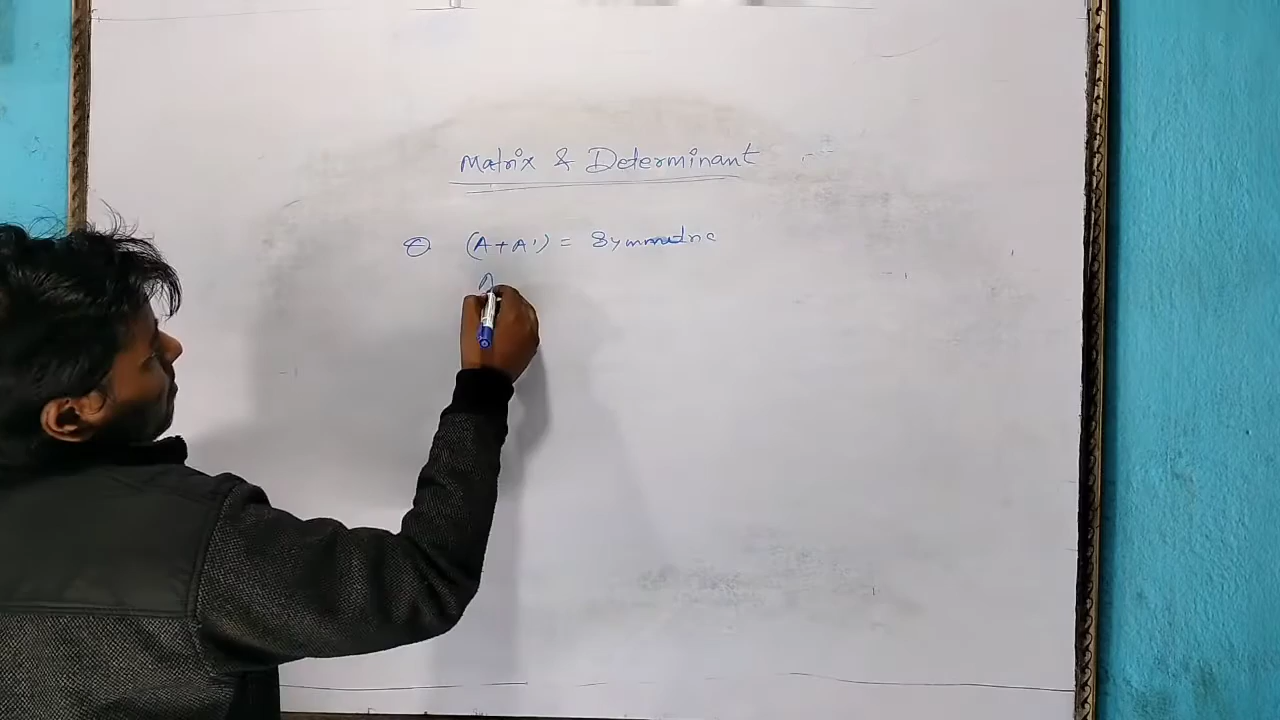 Matrix & Determinant
(A+A') = Symmetric
A